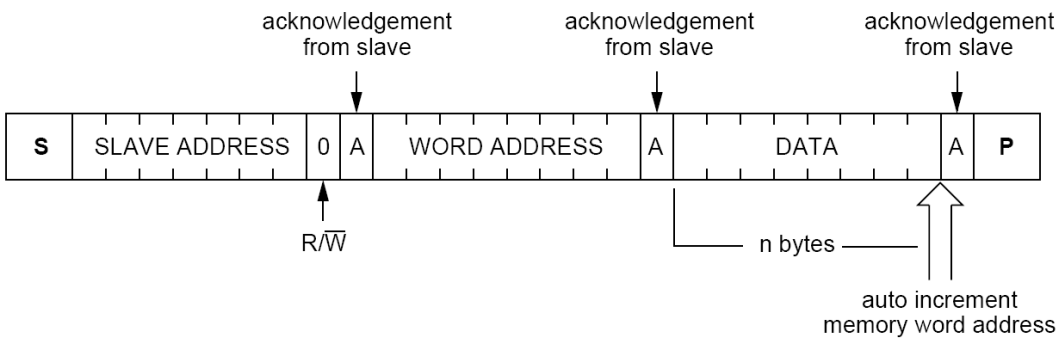 acknowledgement acknowledgement acknowledgement
from slave from slave from slave
S SLAVE ADDRESS 0 A WORD ADDRESS A DATA A P
R/W̅
n bytes
auto increment
memory word address